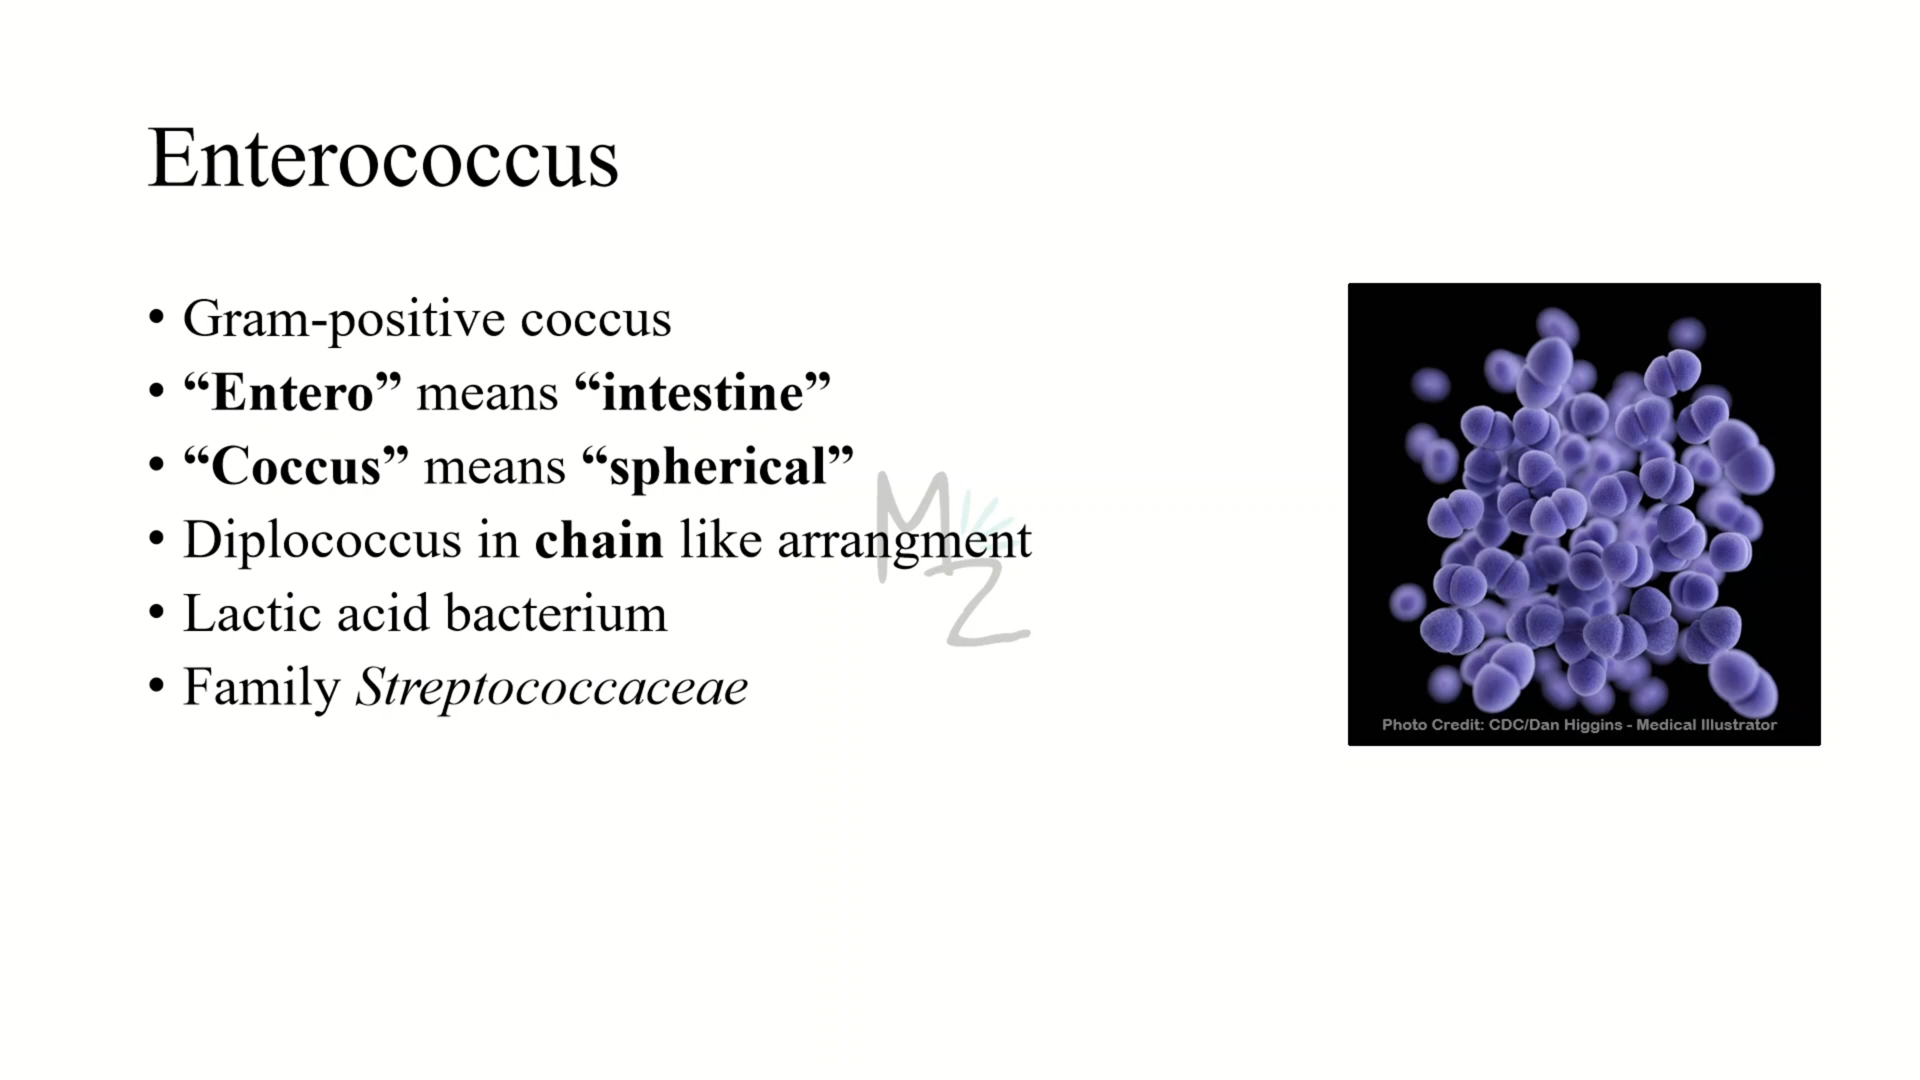 Enterococcus
• Gram-positive coccus
• “Entero” means “intestine”
• “Coccus” means “spherical”
• Diplococcus in chain like arrangment
• Lactic acid bacterium
• Family Streptococcaceae
MZ
Photo Credit: CDC/Dan Higgins - Medical Illustrator